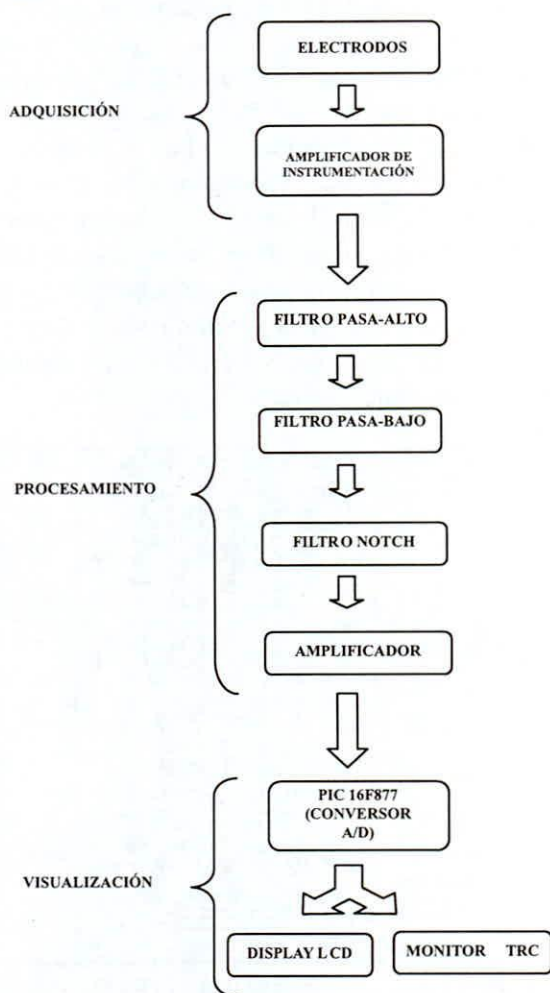 ELECTRODOS
ADQUISICIÓN
AMPLIFICADOR DE
INSTRUMENTACIÓN
FILTRO PASA-ALTO
FILTRO PASA-BAJO
PROCESAMIENTO
FILTRO NOTCH
AMPLIFICADOR
PIC 16F877
(CONVERSOR
A/D)
VISUALIZACIÓN
DISPLAY LCD
MONITOR TRC